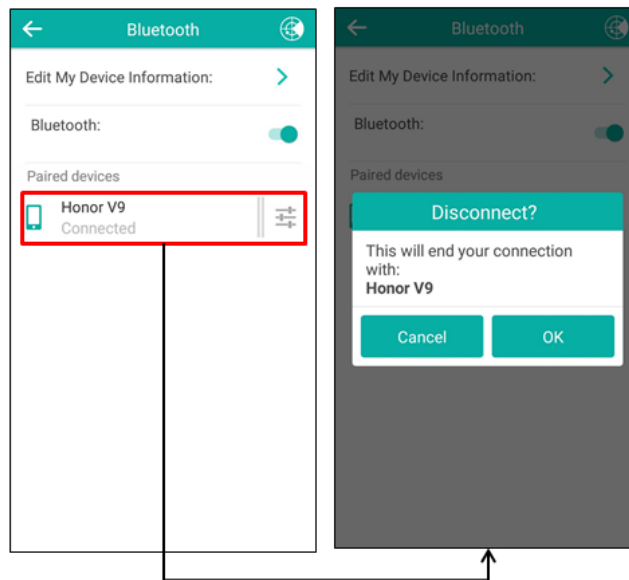 Bluetooth
Edit My Device Information:
Bluetooth:
Paired devices
Honor V9
Connected
Bluetooth
Edit My Device Information:
Bluetooth:
Paired devices
Disconnect?
This will end your connection
with:
Honor V9
Cancel OK